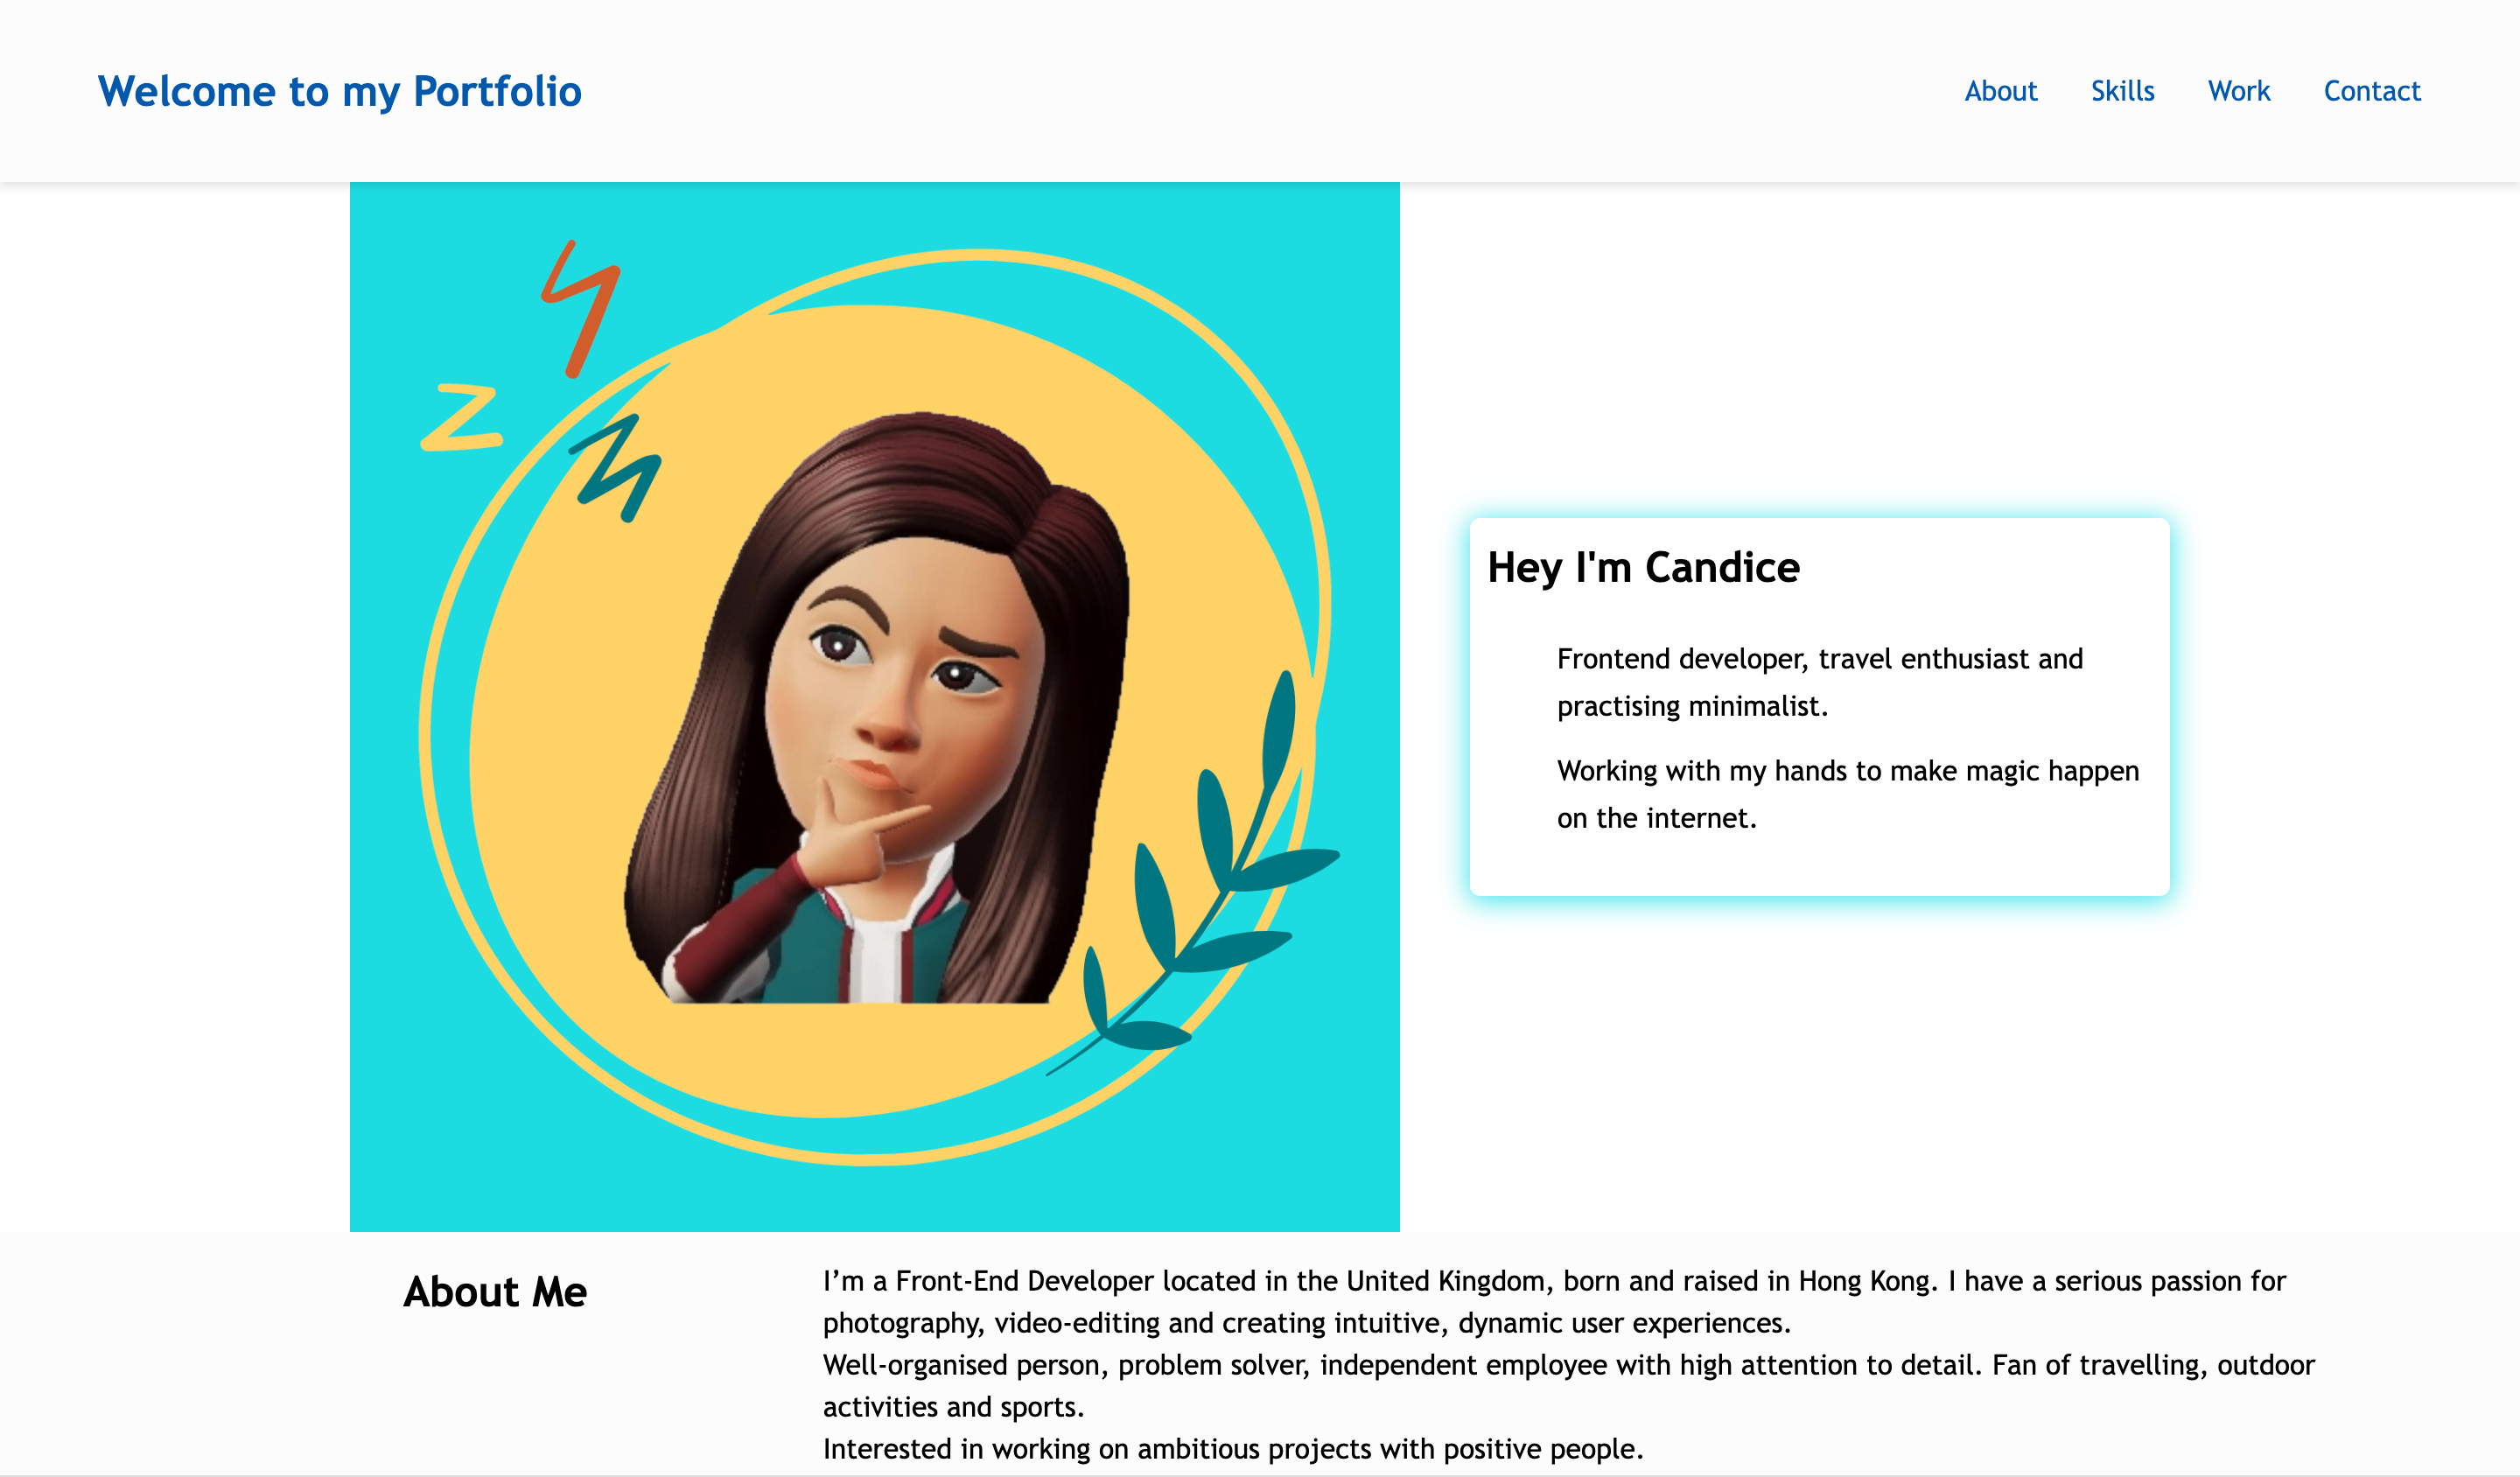 Welcome to my Portfolio
About Skills Work Contact
Hey I'm Candice
Frontend developer, travel enthusiast and
practising minimalist.
Working with my hands to make magic happen
on the internet.
About Me
I’m a Front-End Developer located in the United Kingdom, born and raised in Hong Kong. I have a serious passion for
photography, video-editing and creating intuitive, dynamic user experiences.
Well-organised person, problem solver, independent employee with high attention to detail. Fan of travelling, outdoor
activities and sports.
Interested in working on ambitious projects with positive people.